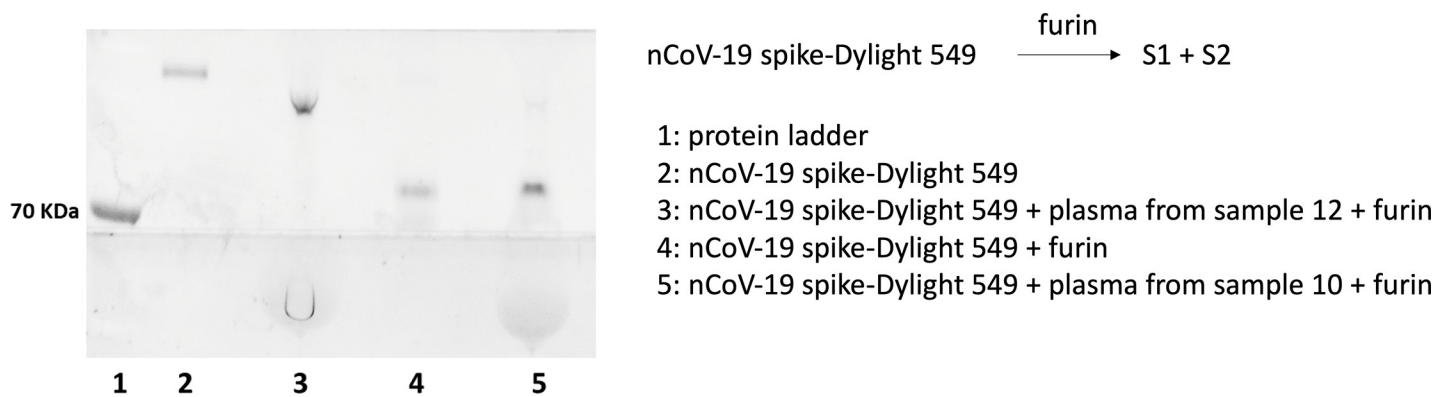 furin
nCoV-19 spike-Dylight 549 → S1 + S2
1: protein ladder
2: nCoV-19 spike-Dylight 549
70 KDa
3: nCoV-19 spike-Dylight 549 + plasma from sample 12 + furin
4: nCoV-19 spike-Dylight 549 + furin
5: nCoV-19 spike-Dylight 549 + plasma from sample 10 + furin
1 2 3 4 5